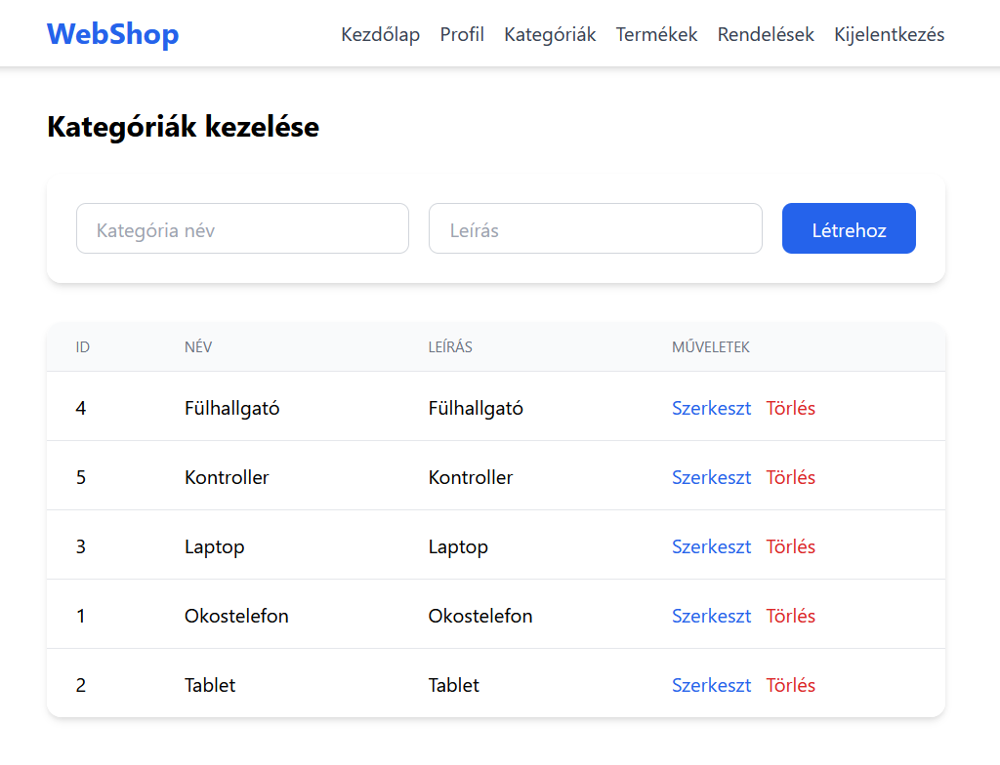 WebShop Kezdőlap Profil Kategóriák Termékek Rendelések Kijelentkezés
Kategóriák kezelése
Kategória név Leírás Létrehoz
ID NÉV LEÍRÁS MŰVELETEK
4 Fülhallgató Fülhallgató Szerkeszt Törlés
5 Kontroller Kontroller Szerkeszt Törlés
3 Laptop Laptop Szerkeszt Törlés
1 Okostelefon Okostelefon Szerkeszt Törlés
2 Tablet Tablet Szerkeszt Törlés